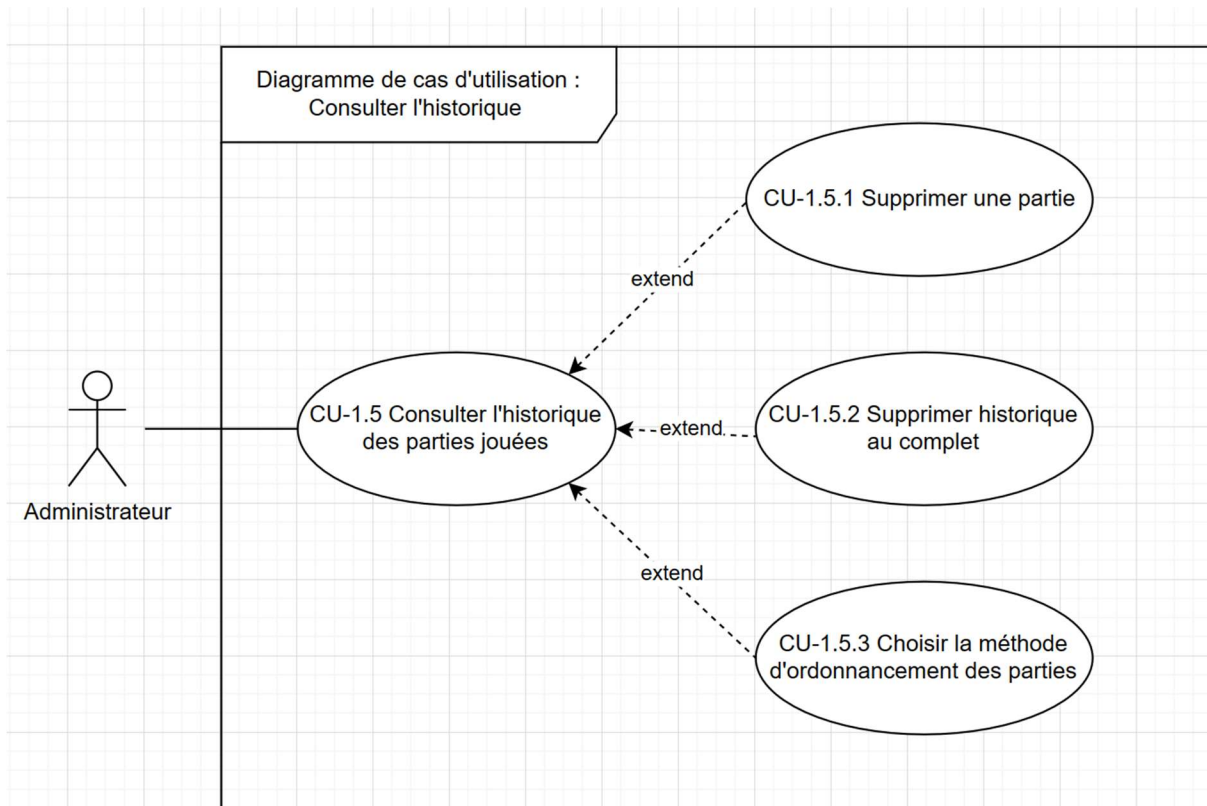 Diagramme de cas d'utilisation :
Consulter l'historique
CU-1.5.1 Supprimer une partie
extend
CU-1.5 Consulter l'historique
des parties jouées
extend
CU-1.5.2 Supprimer historique
au complet
Administrateur
extend
CU-1.5.3 Choisir la méthode
d'ordonnancement des parties